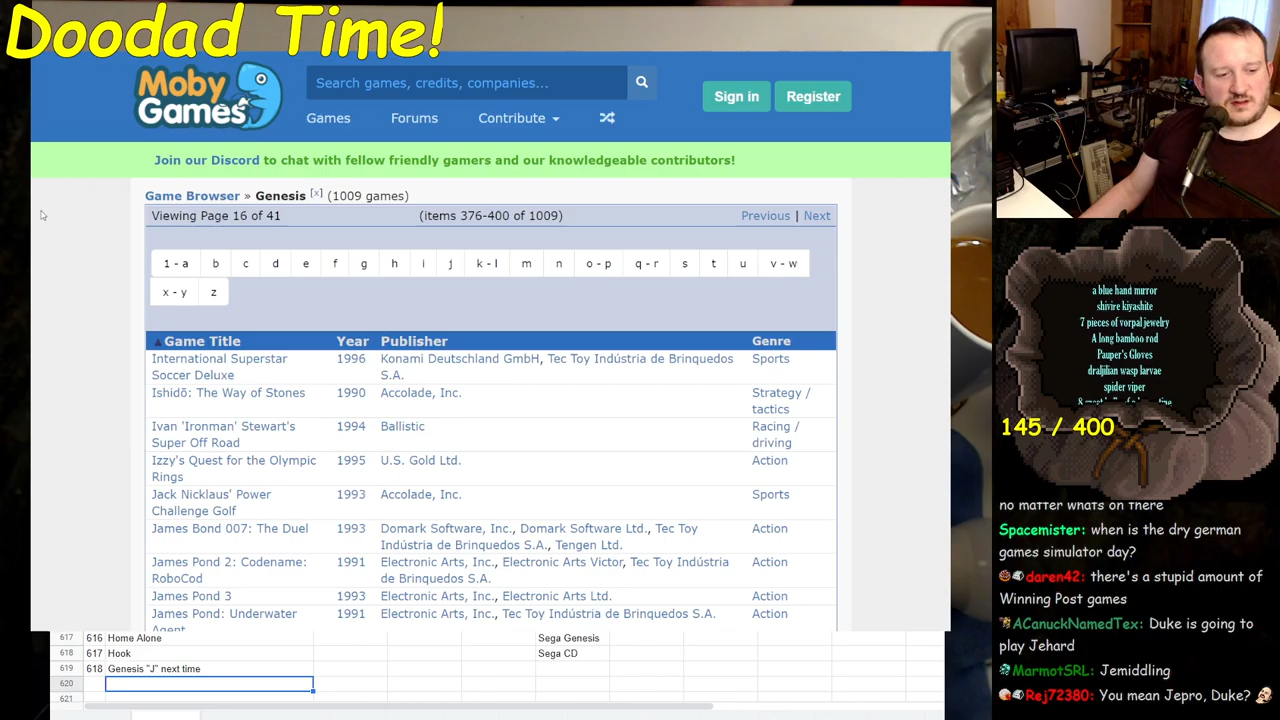 Doodad Time!
Moby
Games
Search games, credits, companies...
Sign in
Register
Games
Forums
Contribute
Join our Discord to chat with fellow friendly gamers and our knowledgeable contributors!
Game Browser » Genesis [x] (1009 games)
Viewing Page 16 of 41 (items 376-400 of 1009) Previous | Next
1 - a b c d e f g h i j k - l m n o - p q - r s t u v - w
x - y z
Game Title Year Publisher Genre
International Superstar 1996 Konami Deutschland GmbH, Tec Toy Indústria de Brinquedos Sports
Soccer Deluxe S.A.
Ishidō: The Way of Stones 1990 Accolade, Inc. Strategy /
tactics
Ivan 'Ironman' Stewart's 1994 Ballistic Racing /
Super Off Road driving
Izzy's Quest for the Olympic 1995 U.S. Gold Ltd. Action
Rings
Jack Nicklaus' Power 1993 Accolade, Inc. Sports
Challenge Golf
James Bond 007: The Duel 1993 Domark Software, Inc., Domark Software Ltd., Tec Toy Action
Indústria de Brinquedos S.A., Tengen Ltd.
James Pond 2: Codename: 1991 Electronic Arts, Inc., Electronic Arts Victor, Tec Toy Indústria Action
RoboCod de Brinquedos S.A.
James Pond 3 1993 Electronic Arts, Inc., Electronic Arts Ltd. Action
James Pond: Underwater 1991 Electronic Arts, Inc., Tec Toy Indústria de Brinquedos S.A. Action
Agent
617 616 Home Alone Sega Genesis
618 617 Hook Sega CD
619 618 Genesis "J" next time
620
621
a blue hand mirror
shivire kiyashite
7 pieces of vorpal jewelry
A long bamboo rod
Pauper's Gloves
draljilian wasp larvae
spider viper
145 / 400
no matter whats on there
Spacemister: when is the dry german
games simulator day?
daren42: there's a stupid amount of
Winning Post games
ACanuckNamedTex: Duke is going to
play Jehard
MarmotSRL: Jemiddling
Rej72380: You mean Jepro, Duke?